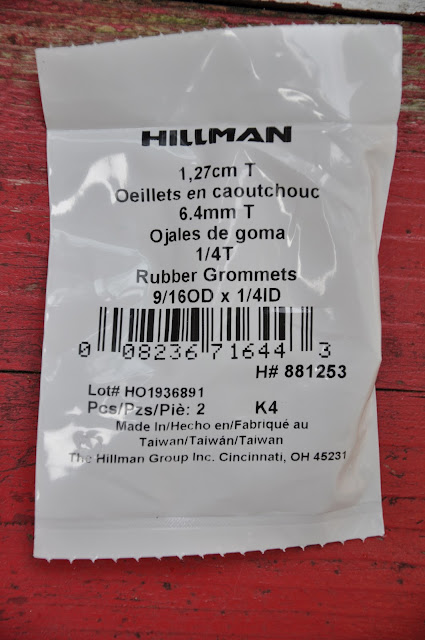 HILLMAN
1,27cm T
Oeillets en caoutchouc
6.4mm T
Ojales de goma
1/4T
Rubber Grommets
9/16OD x 1/4ID
0 08236 71644 3
H# 881253
Lot# HO1936891
Pcs/Pzs/Piè: 2 K4
Made In/Hecho en/Fabriqué au
Taiwan/Taiwán/Taiwan
The Hillman Group Inc. Cincinnati, OH 45231